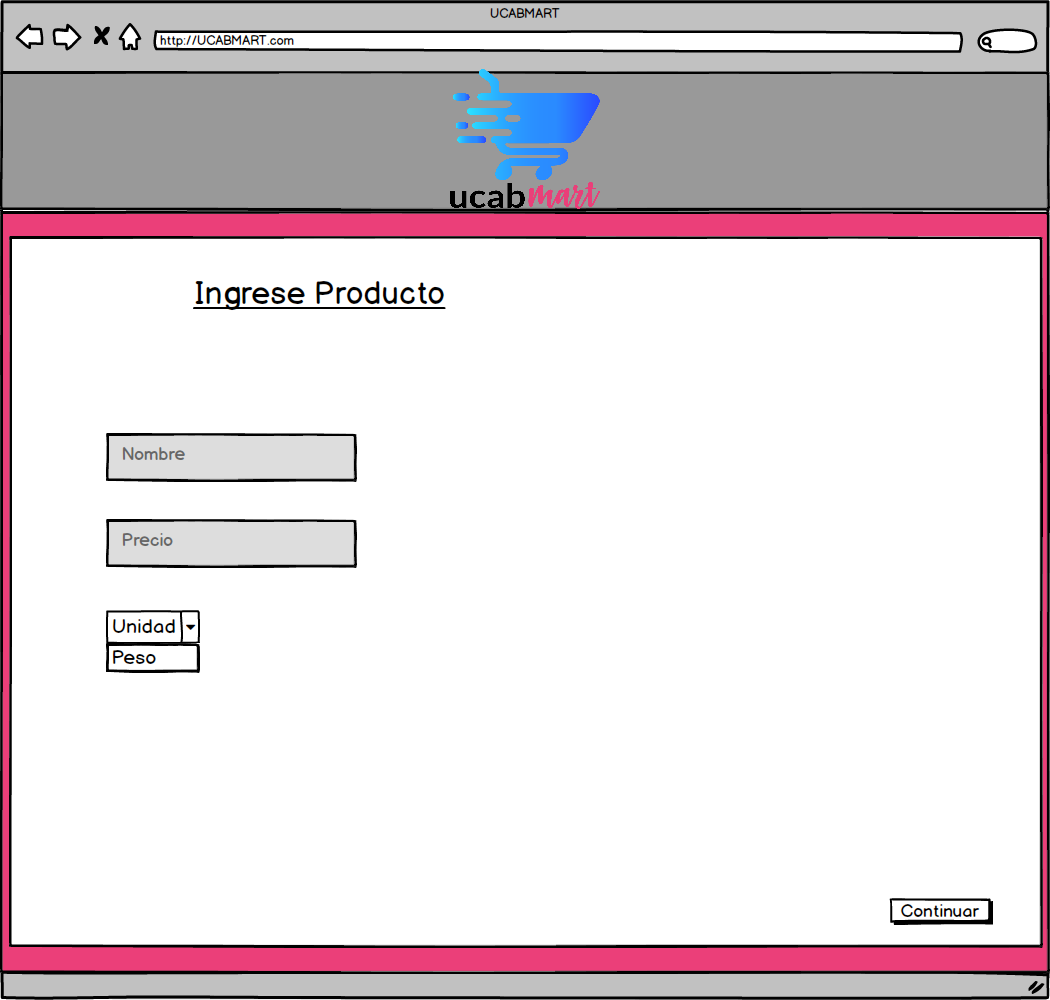 UCABMART
http://UCABMART.com
ucabmart
Ingrese Producto
Nombre
Precio
Unidad
Peso
Continuar